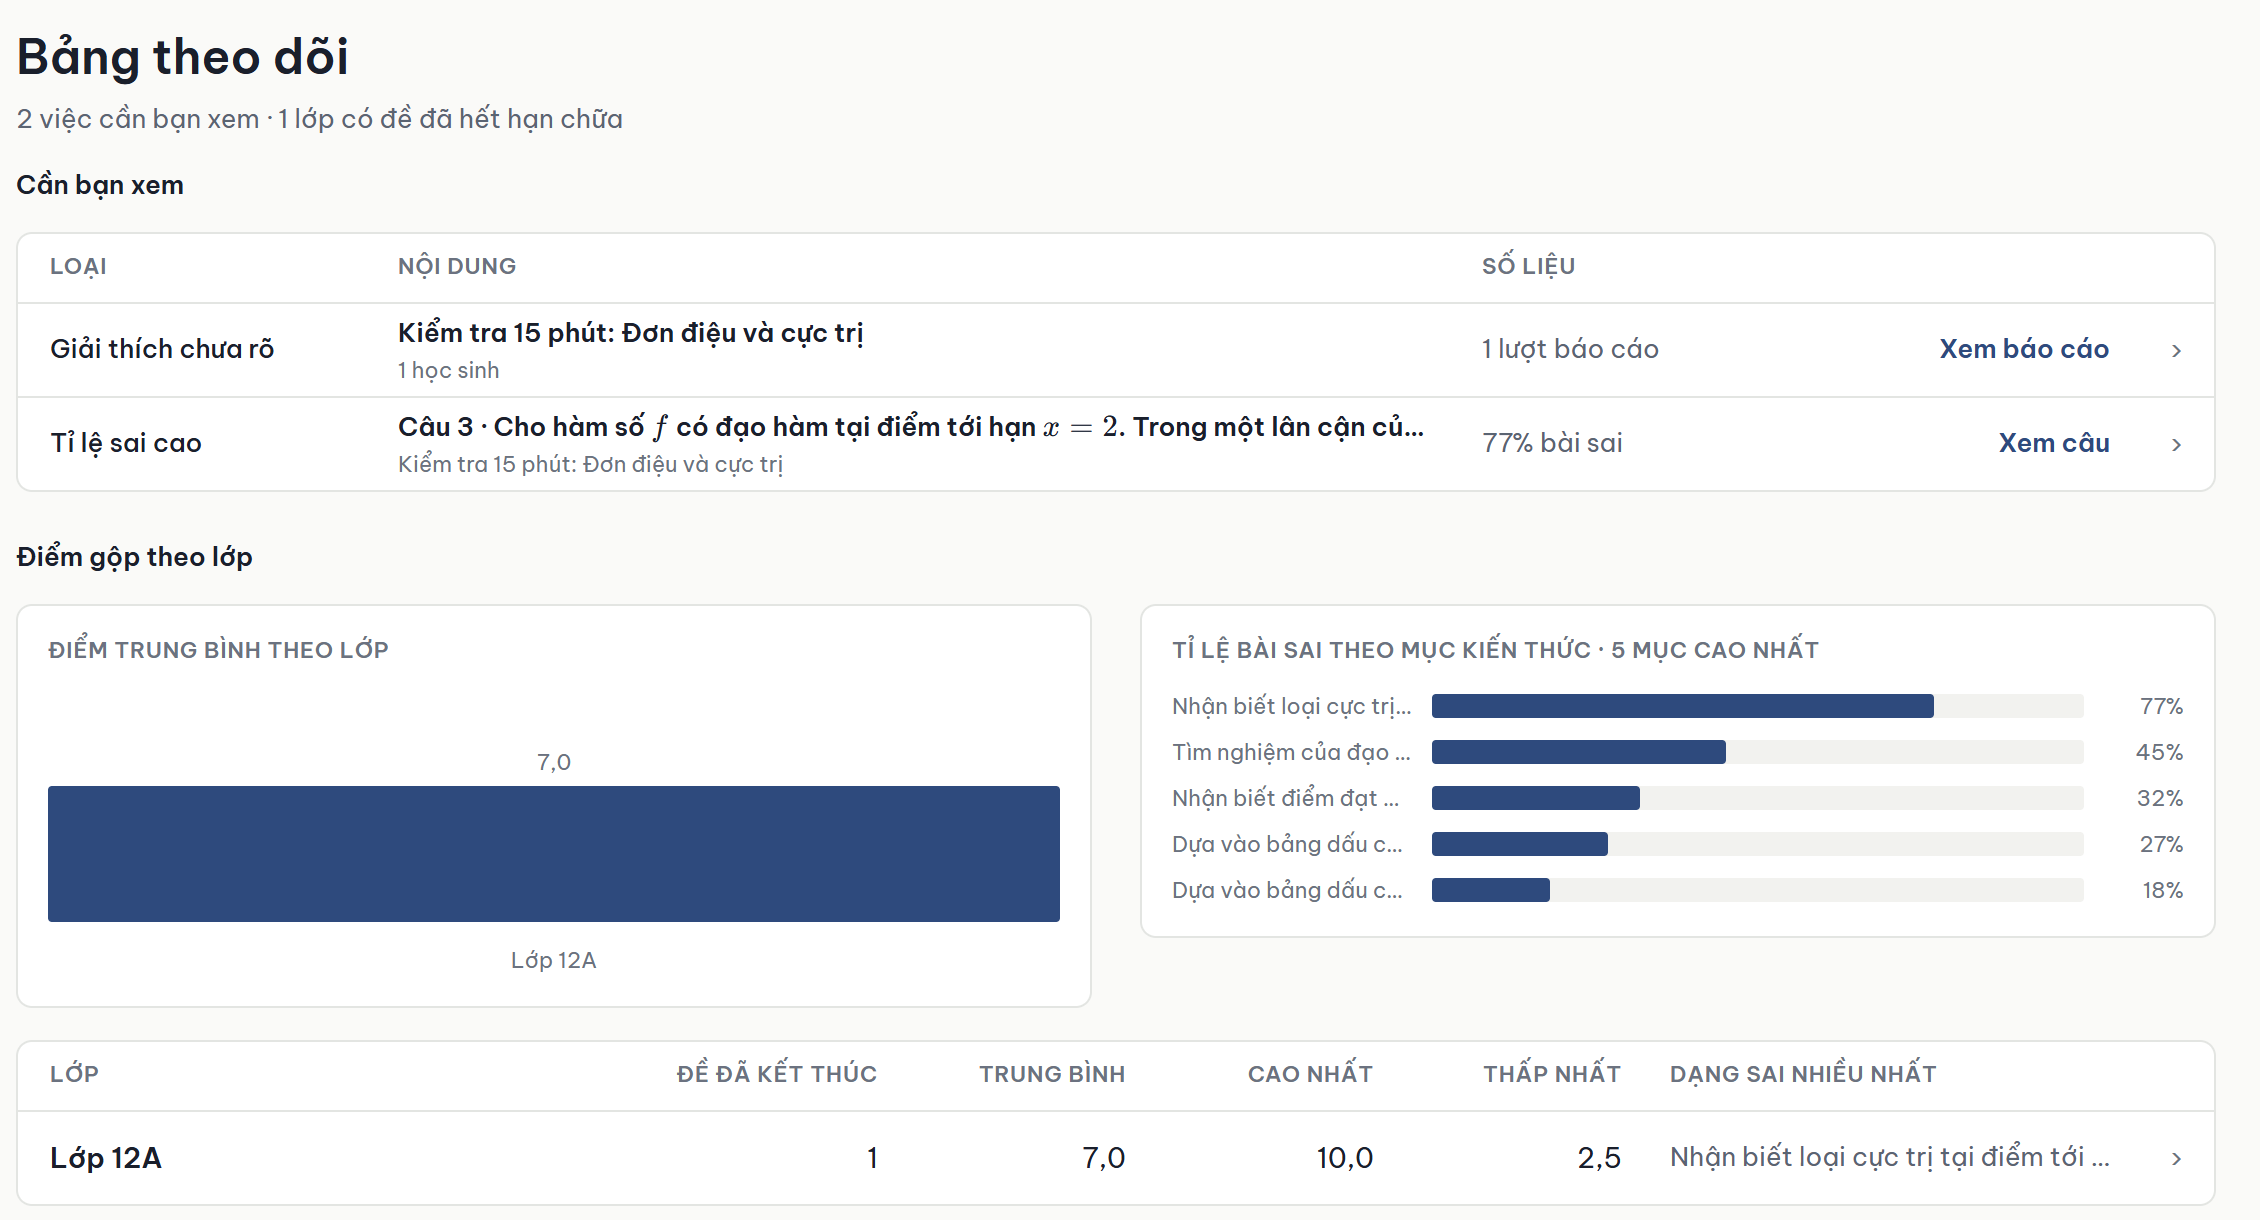 Bảng theo dõi
2 việc cần bạn xem · 1 lớp có đề đã hết hạn chữa
Cần bạn xem
LOẠI NỘI DUNG SỐ LIỆU
Giải thích chưa rõ
Kiểm tra 15 phút: Đơn điệu và cực trị
1 học sinh
1 lượt báo cáo
Xem báo cáo ›
Tỉ lệ sai cao
Câu 3 · Cho hàm số f có đạo hàm tại điểm tới hạn x = 2. Trong một lân cận củ...
Kiểm tra 15 phút: Đơn điệu và cực trị
77% bài sai
Xem câu ›
Điểm gộp theo lớp
ĐIỂM TRUNG BÌNH THEO LỚP
7,0
Lớp 12A
TỈ LỆ BÀI SAI THEO MỤC KIẾN THỨC · 5 MỤC CAO NHẤT
Nhận biết loại cực trị... 77%
Tìm nghiệm của đạo ... 45%
Nhận biết điểm đạt ... 32%
Dựa vào bảng dấu c... 27%
Dựa vào bảng dấu c... 18%
LỚP ĐỀ ĐÃ KẾT THÚC TRUNG BÌNH CAO NHẤT THẤP NHẤT DẠNG SAI NHIỀU NHẤT
Lớp 12A 1 7,0 10,0 2,5 Nhận biết loại cực trị tại điểm tới ... ›